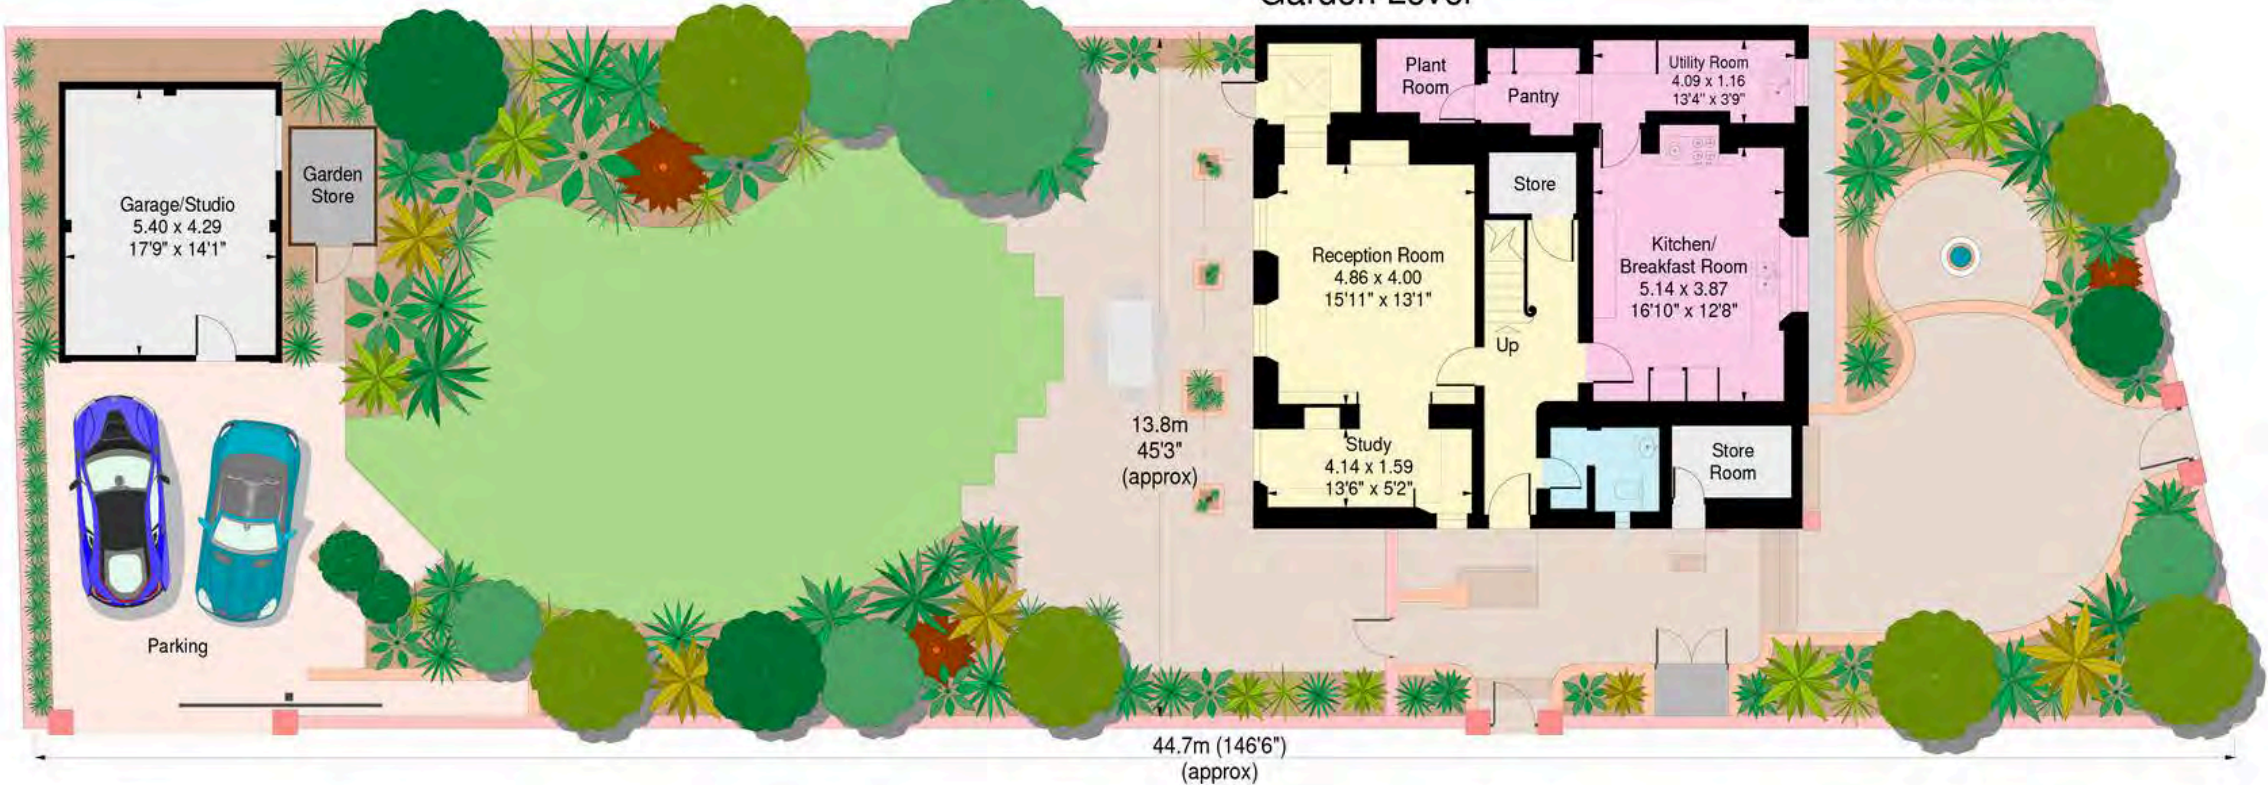 Garden Level
Plant
Room
Pantry
Utility Room
4.09 x 1.16
13'4" x 3'9"
Garage/Studio
5.40 x 4.29
17'9" x 14'1"
Garden
Store
Store
Reception Room
4.86 x 4.00
15'11" x 13'1"
Kitchen/
Breakfast Room
5.14 x 3.87
16'10" x 12'8"
Up
13.8m
45'3"
(approx)
Study
4.14 x 1.59
13'6" x 5'2"
Store
Room
Parking
44.7m (146'6")
(approx)